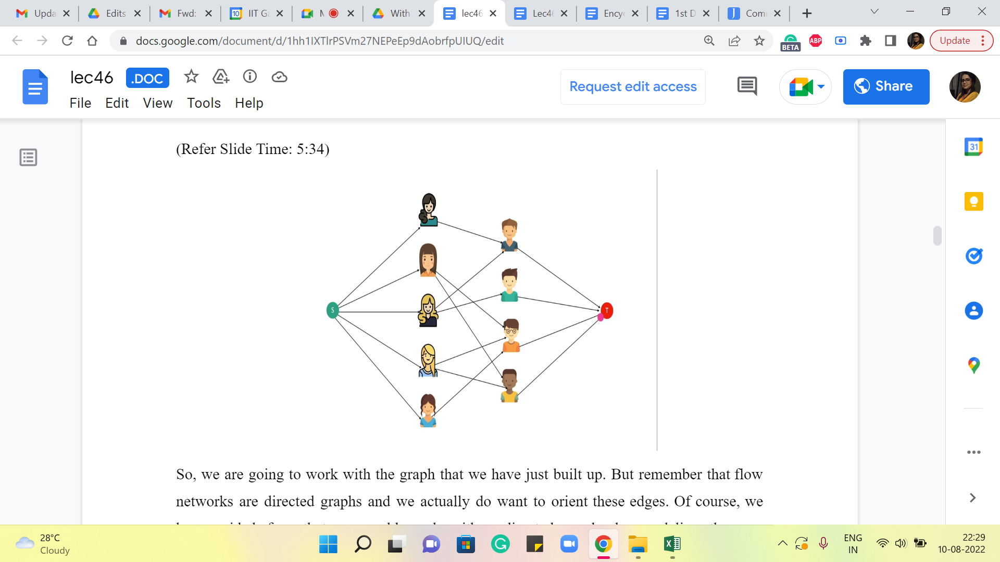 Upda
Edits
Fwd:
10
IIT Ga
M
With
lec46
Lec46
Ency
1st D
J
Com
docs.google.com/document/d/1hh1IXTlrPSVm27NEPeEp9dAobrfpUIUQ/edit
BETA
ABP
Update
lec46
.DOC
File Edit View Tools Help
Request edit access
Share
31
(Refer Slide Time: 5:34)
S
T
So, we are going to work with the graph that we have just built up. But remember that flow
networks are directed graphs and we actually do want to orient these edges. Of course, we
28°C
Cloudy
ENG
IN
22:29
10-08-2022